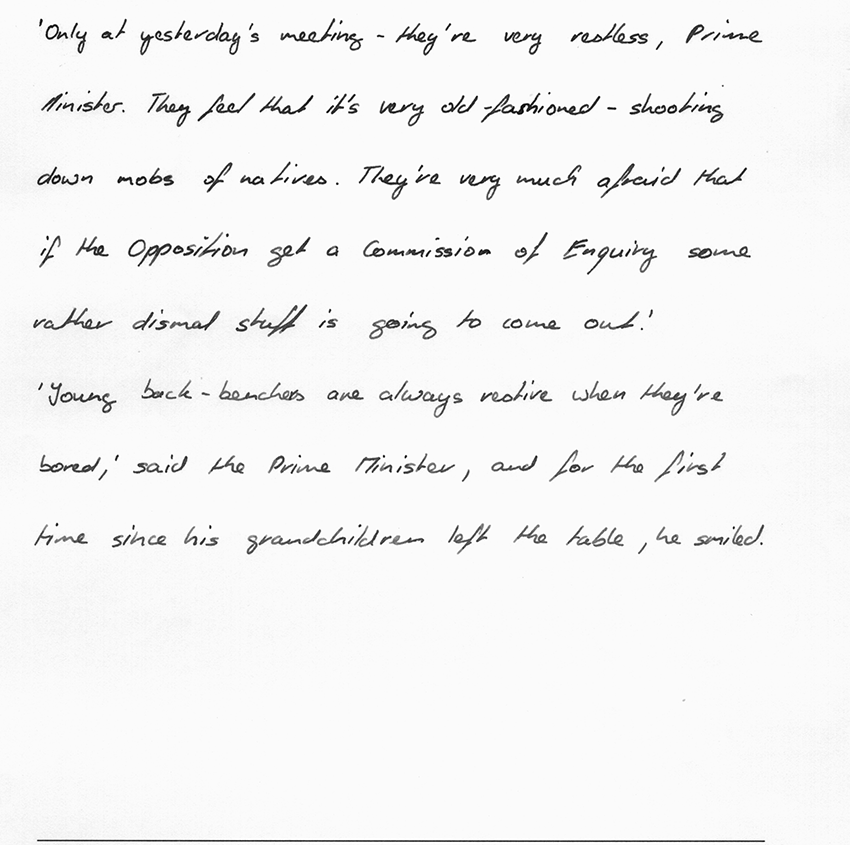 'Only at yesterday's meeting - they're very restless, Prime
Minister. They feel that it's very old-fashioned - shooting
down mobs of natives. They're very much afraid that
if the Opposition get a Commission of Enquiry some
rather dismal stuff is going to come out.'
'Young back-benchers are always restive when they're
bored,' said the Prime Minister, and for the first
time since his grandchildren left the table, he smiled.